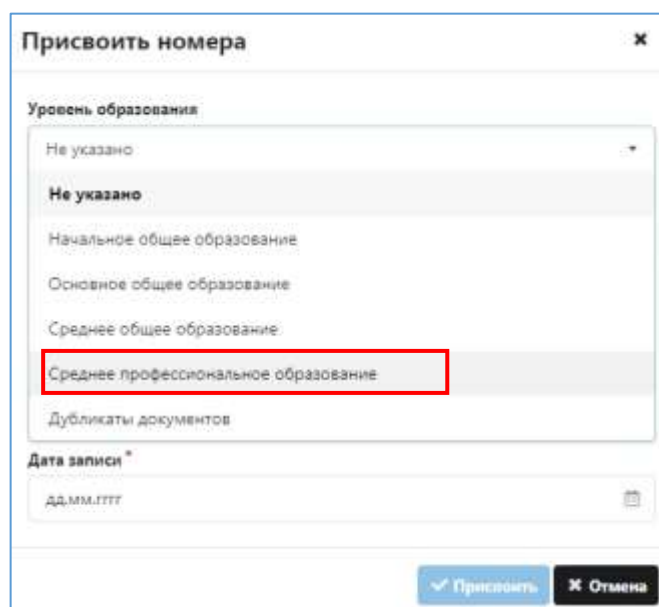 Присвоить номера
Уровень образования
Не указано
Не указано
Начальное общее образование
Основное общее образование
Среднее общее образование
Среднее профессиональное образование
Дубликаты документов
Дата записи *
дд.мм.гггг
Присвоить Отмена